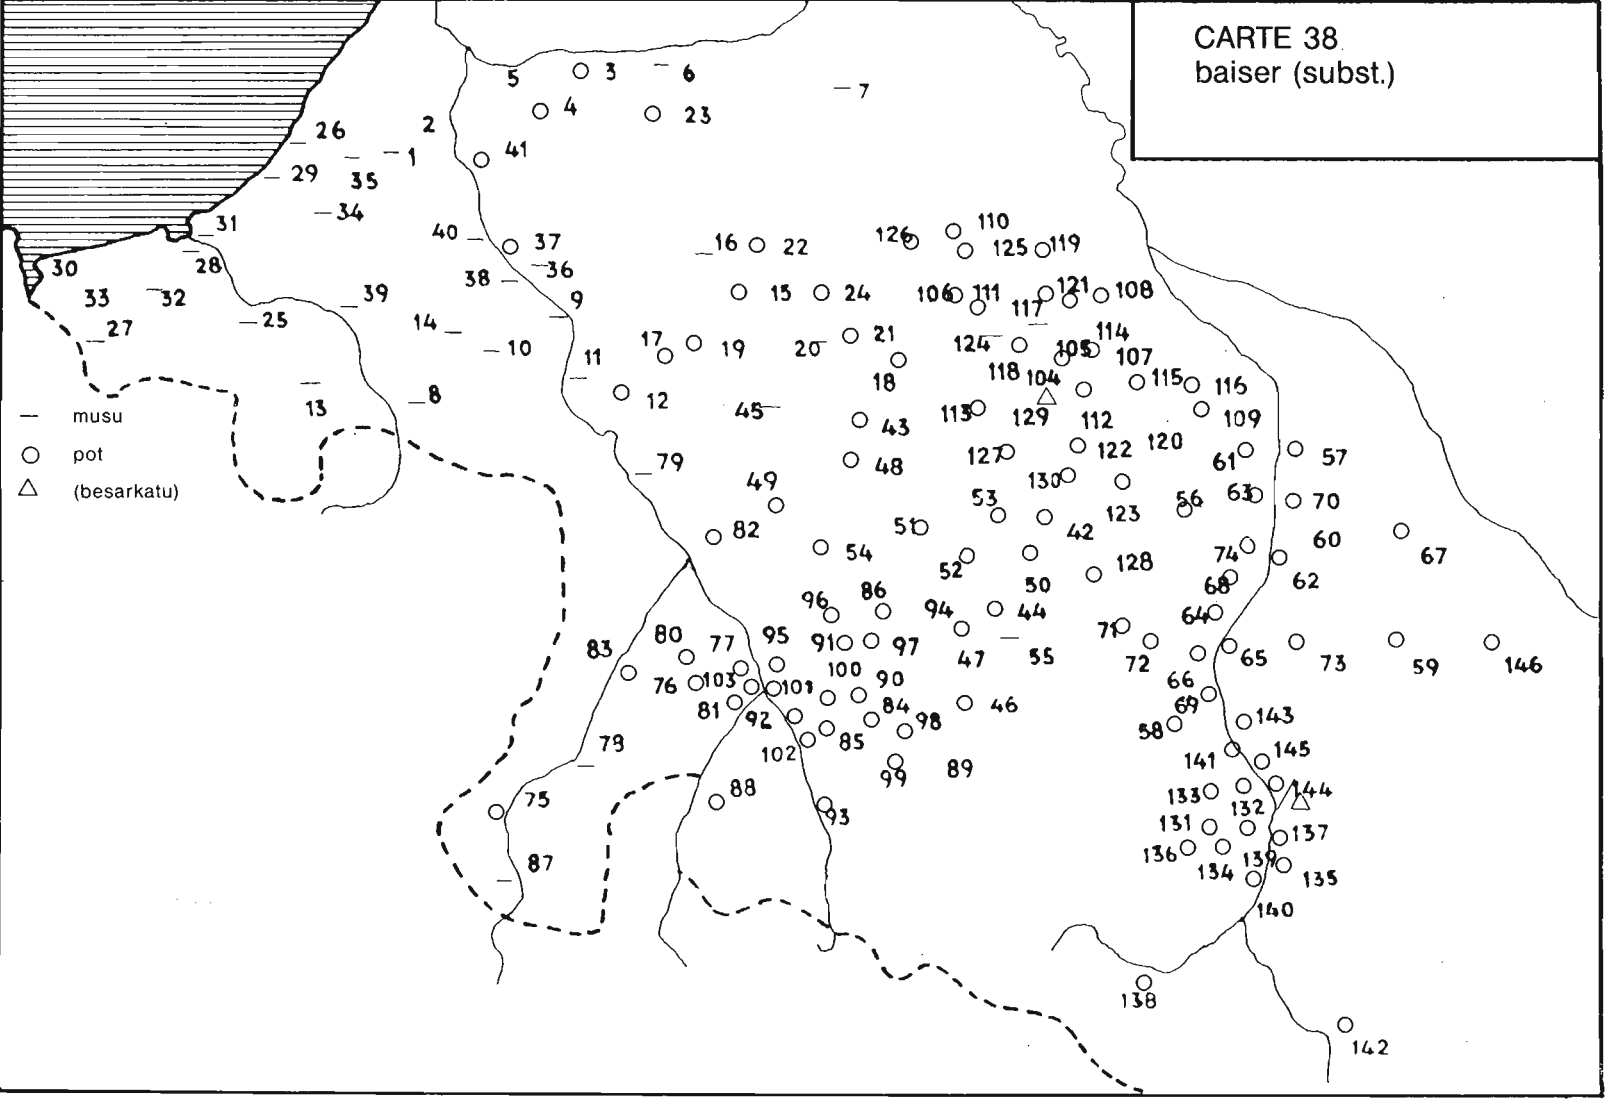 CARTE 38
baiser (subst.)
5 3 6
7
4 23
2
26
41
1
29
35
34
31
110
40 37 16 22 126 125 119
30 28 36
38
33 32 39 9 15 24 106 111 117 121 108
27 25 14
21 114
10 11 17 19 20 124 105 107
18 118 104 115 116
13 8 12 45 43 113 129 112 109
— musu
○ pot
△ (besarkatu)
79 48 127 122 120 61 57
49 130
53 123 56 63 70
82 51 42
54 52 50 128 74 60 67
68 62
96 86 94 44 64
83 80 77 95 91 97 47 55 71 72 65 73 59 146
76 103 101 100 90 66
81 92 84 46 69
102 85 98 58 143
78 99 89 141 145
75 88 93 133 132 144
131 137
87 136 134 139 135
140
138
142